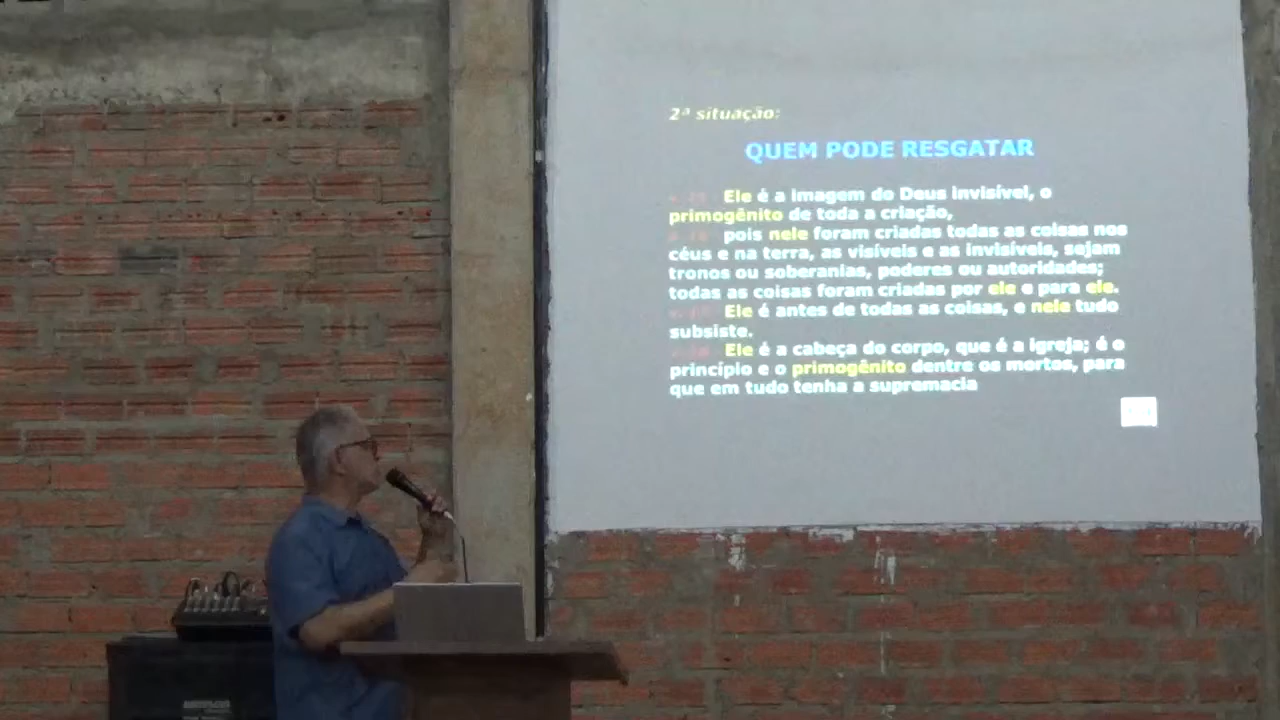 2ª situação:
QUEM PODE RESGATAR
Ele é a imagem do Deus invisível, o
primogênito de toda a criação,
pois nele foram criadas todas as coisas nos
céus e na terra, as visíveis e as invisíveis, sejam
tronos ou soberanias, poderes ou autoridades;
todas as coisas foram criadas por ele e para ele.
Ele é antes de todas as coisas, e nele tudo
subsiste.
Ele é a cabeça do corpo, que é a igreja; é o
princípio e o primogênito dentre os mortos, para
que em tudo tenha a supremacia